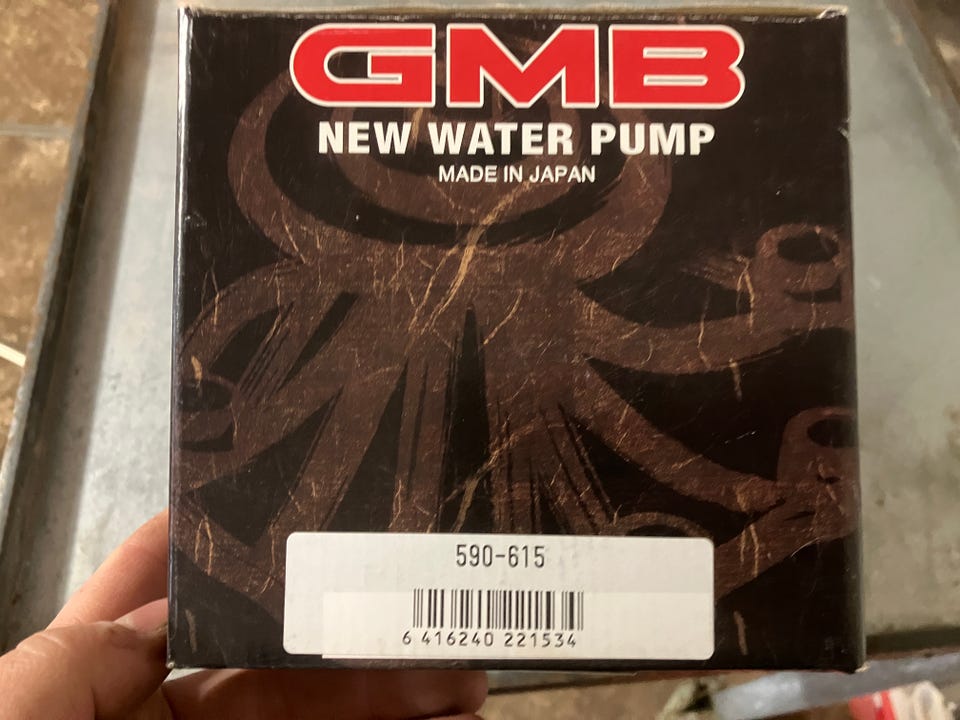 GMB
NEW WATER PUMP
MADE IN JAPAN
590-615
6 416240 221534